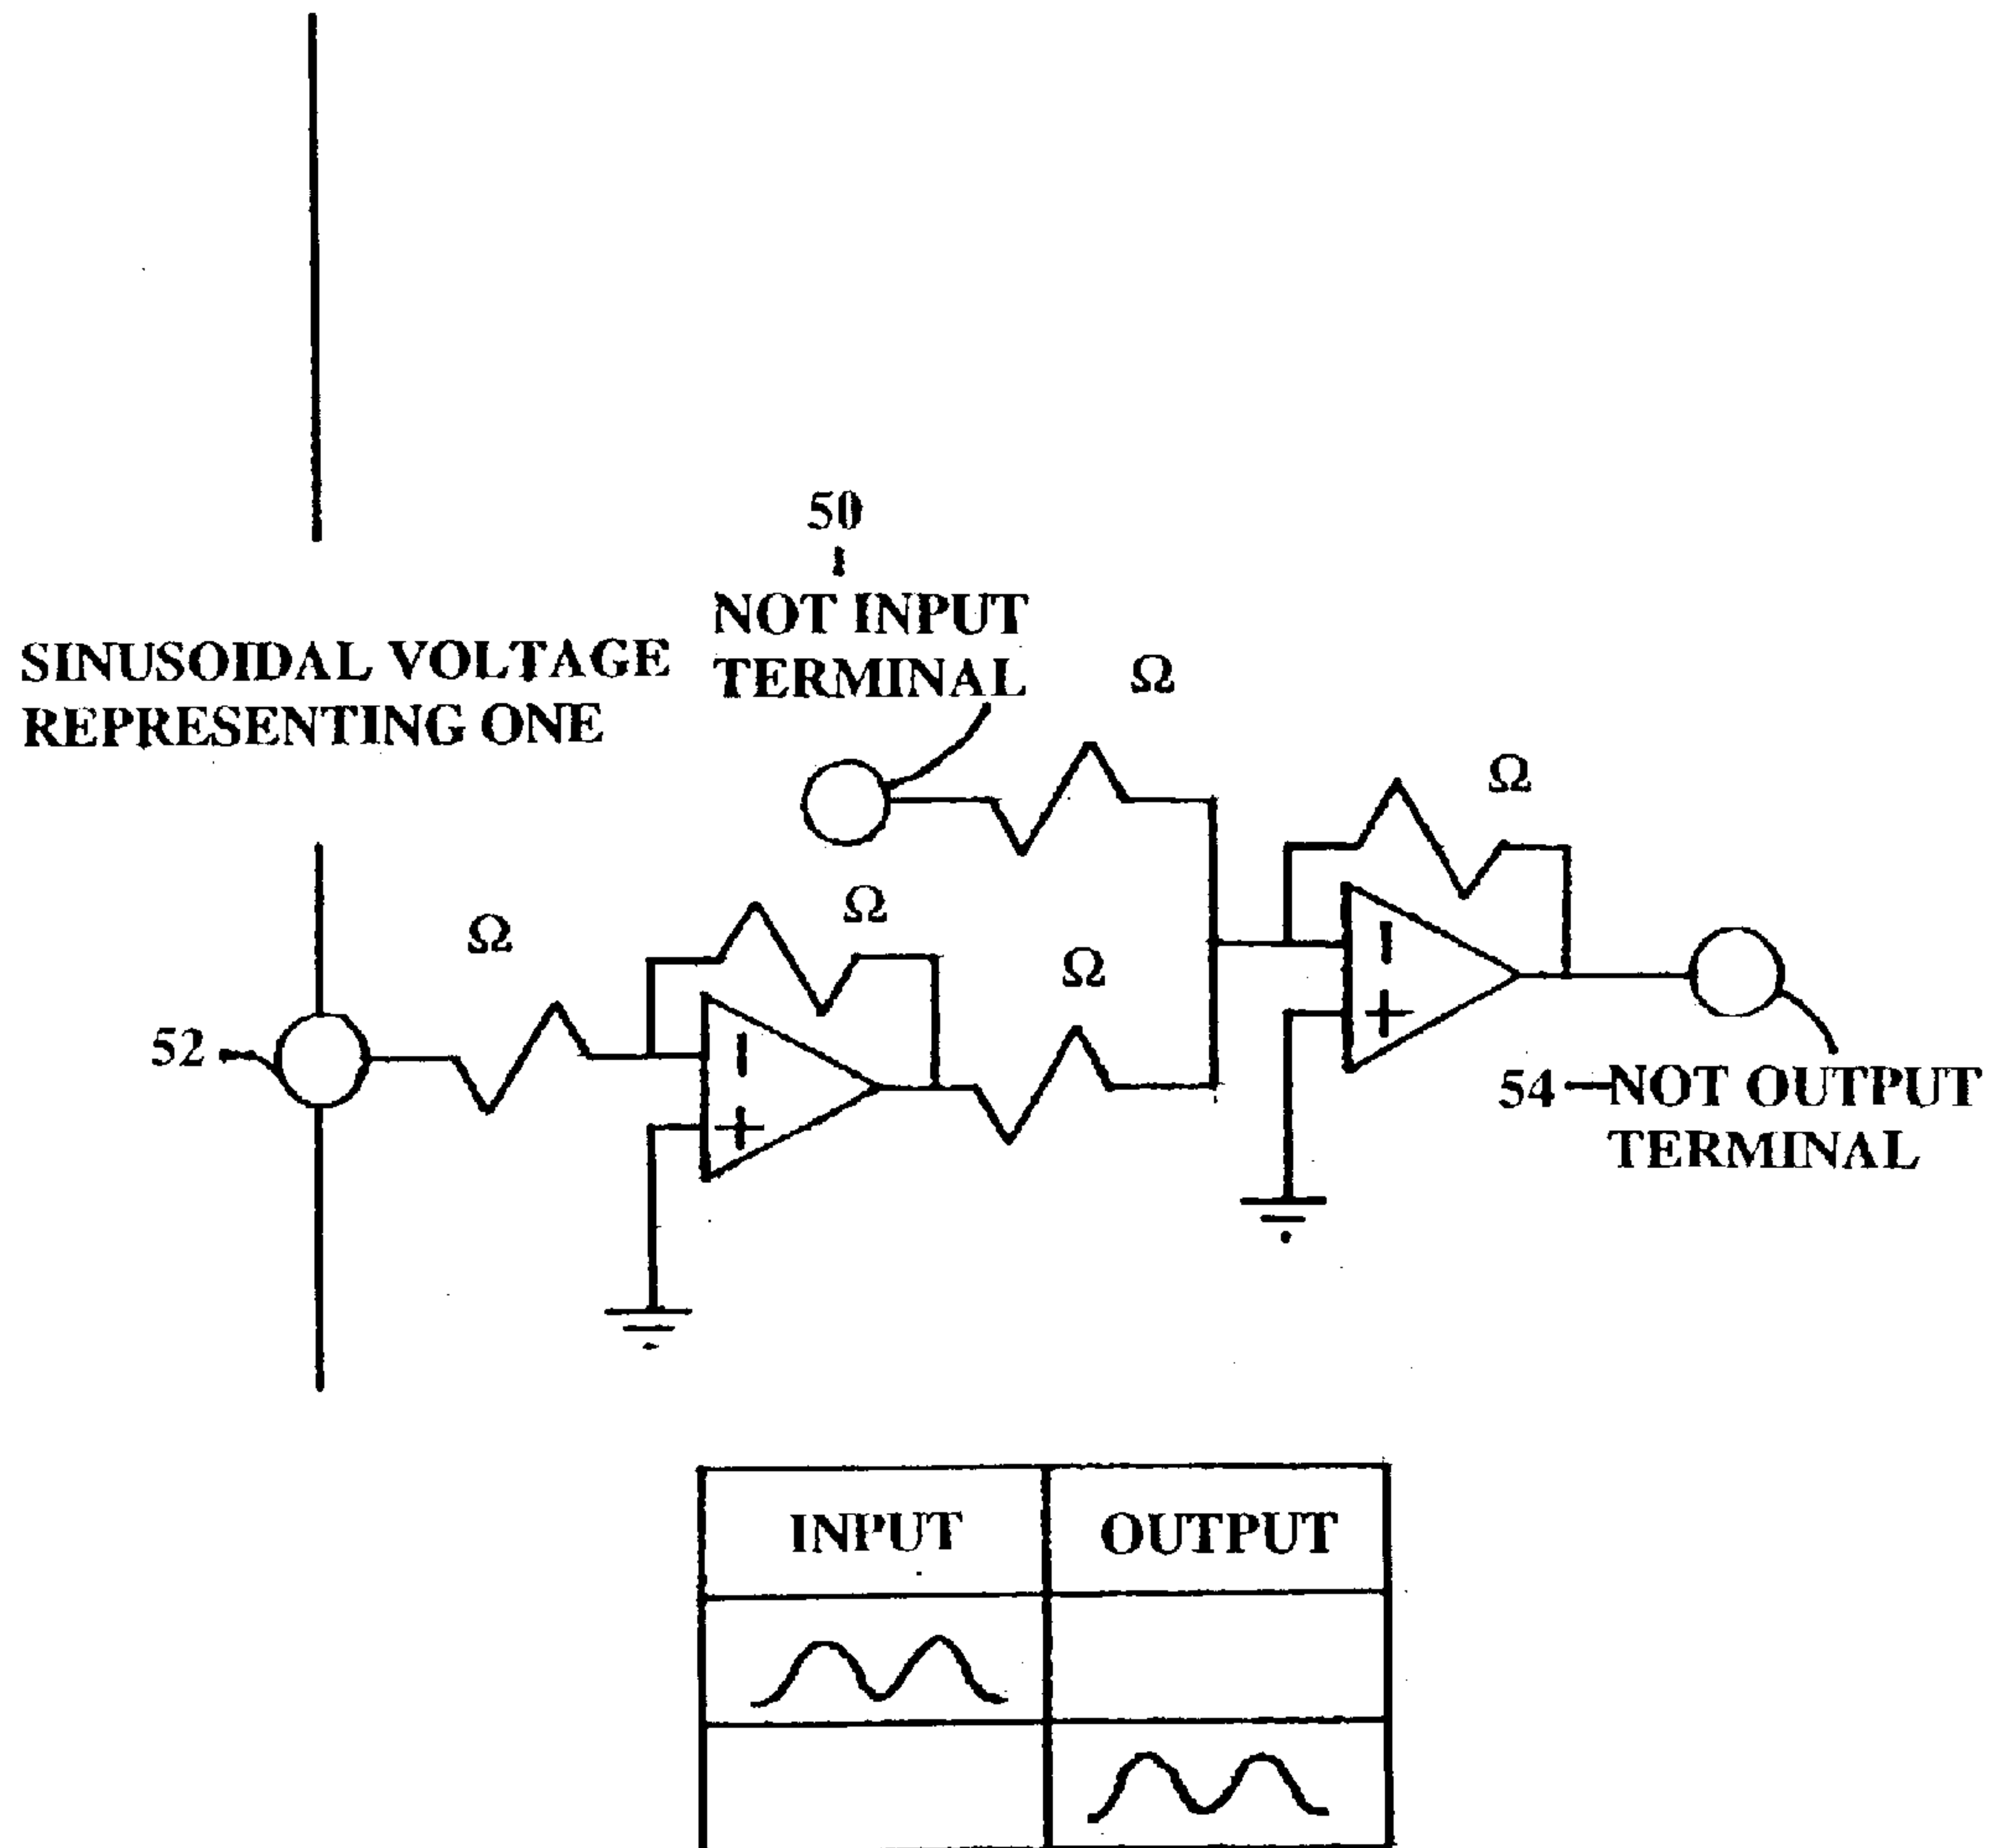 50
NOT INPUT
TERMINAL
SINUSOIDAL VOLTAGE
REPRESENTING ONE
Ω
Ω
Ω
Ω
Ω
52
54
NOT OUTPUT
TERMINAL
INPUT OUTPUT